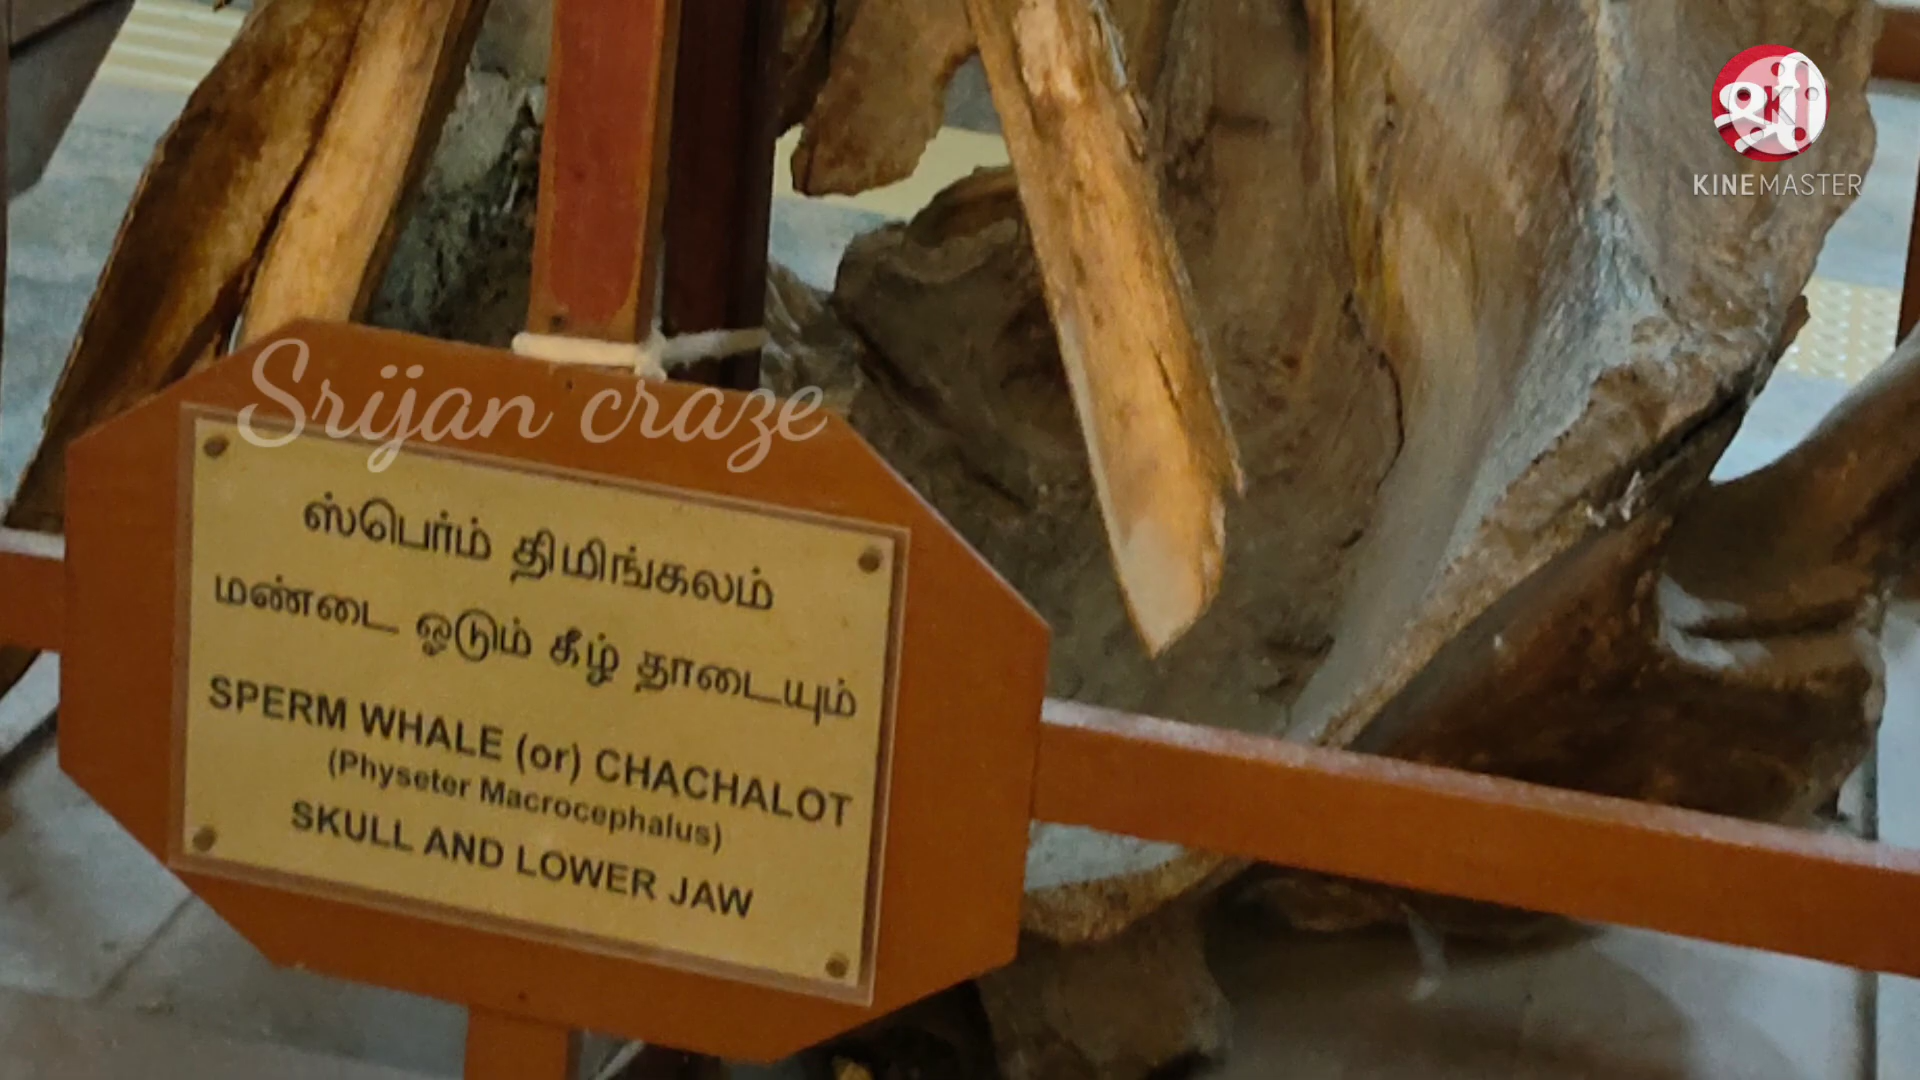 ஸ்ரீ
KINEMASTER
Srijan craze
ஸ்பெர்ம் திமிங்கலம்
மண்டை ஓடும் கீழ் தாடையும்
SPERM WHALE (or) CHACHALOT
(Physeter Macrocephalus)
SKULL AND LOWER JAW